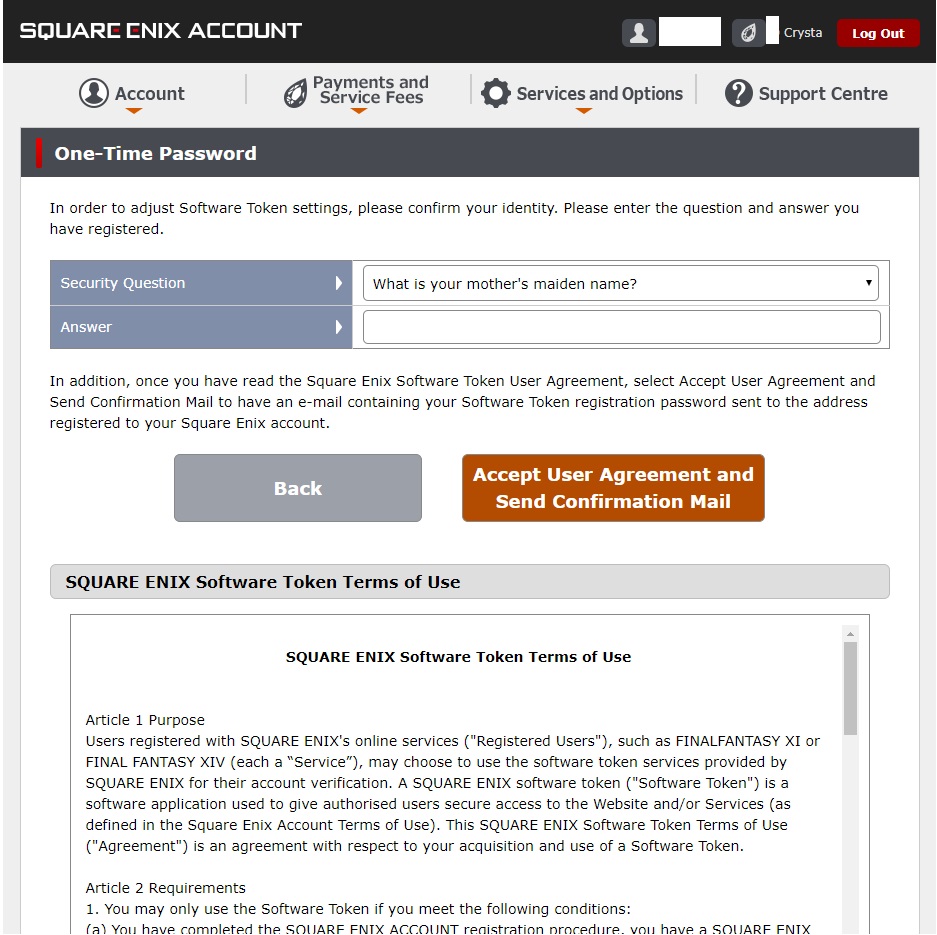 SQUARE ENIX ACCOUNT
Crysta
Log Out
Account
Payments and
Service Fees
Services and Options
Support Centre
One-Time Password
In order to adjust Software Token settings, please confirm your identity. Please enter the question and answer you
have registered.
Security Question
What is your mother's maiden name?
Answer
In addition, once you have read the Square Enix Software Token User Agreement, select Accept User Agreement and
Send Confirmation Mail to have an e-mail containing your Software Token registration password sent to the address
registered to your Square Enix account.
Back
Accept User Agreement and
Send Confirmation Mail
SQUARE ENIX Software Token Terms of Use
SQUARE ENIX Software Token Terms of Use
Article 1 Purpose
Users registered with SQUARE ENIX's online services ("Registered Users"), such as FINALFANTASY XI or
FINAL FANTASY XIV (each a “Service”), may choose to use the software token services provided by
SQUARE ENIX for their account verification. A SQUARE ENIX software token ("Software Token") is a
software application used to give authorised users secure access to the Website and/or Services (as
defined in the Square Enix Account Terms of Use). This SQUARE ENIX Software Token Terms of Use
("Agreement") is an agreement with respect to your acquisition and use of a Software Token.
Article 2 Requirements
1. You may only use the Software Token if you meet the following conditions:
(a) You have completed the SQUARE ENIX ACCOUNT registration procedure, you have a SQUARE ENIX